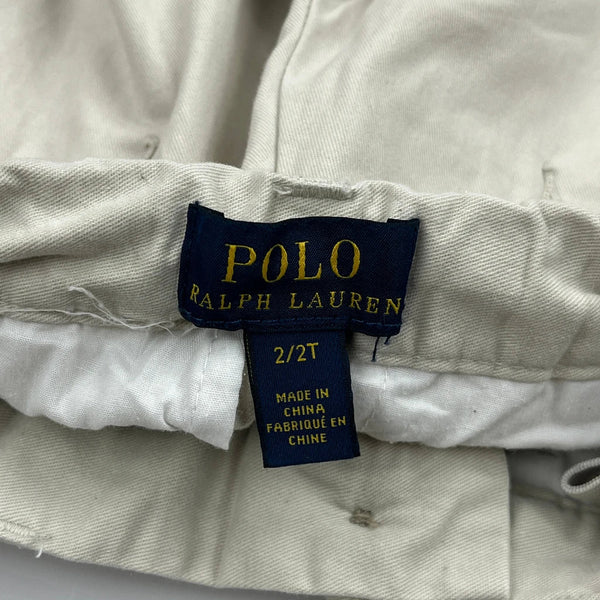 POLO
RALPH LAUREN
2/2T
MADE IN
CHINA
FABRIQUÉ EN
CHINE